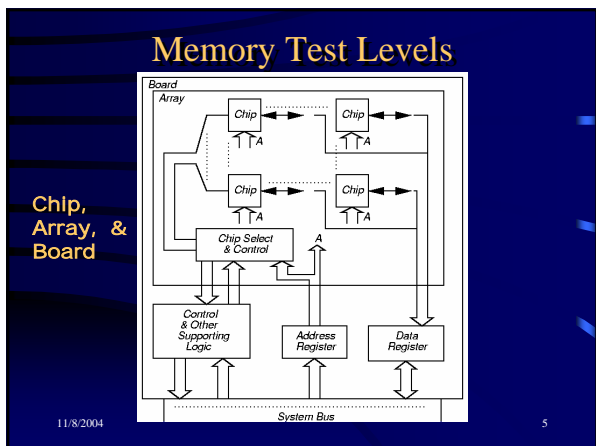 Memory Test Levels
Board
Array
Chip
Chip
A
A
Chip,
Array, &
Board
Chip
Chip
A
A
Chip Select
& Control
A
Control
& Other
Supporting
Logic
Address
Register
Data
Register
System Bus
11/8/2004
5